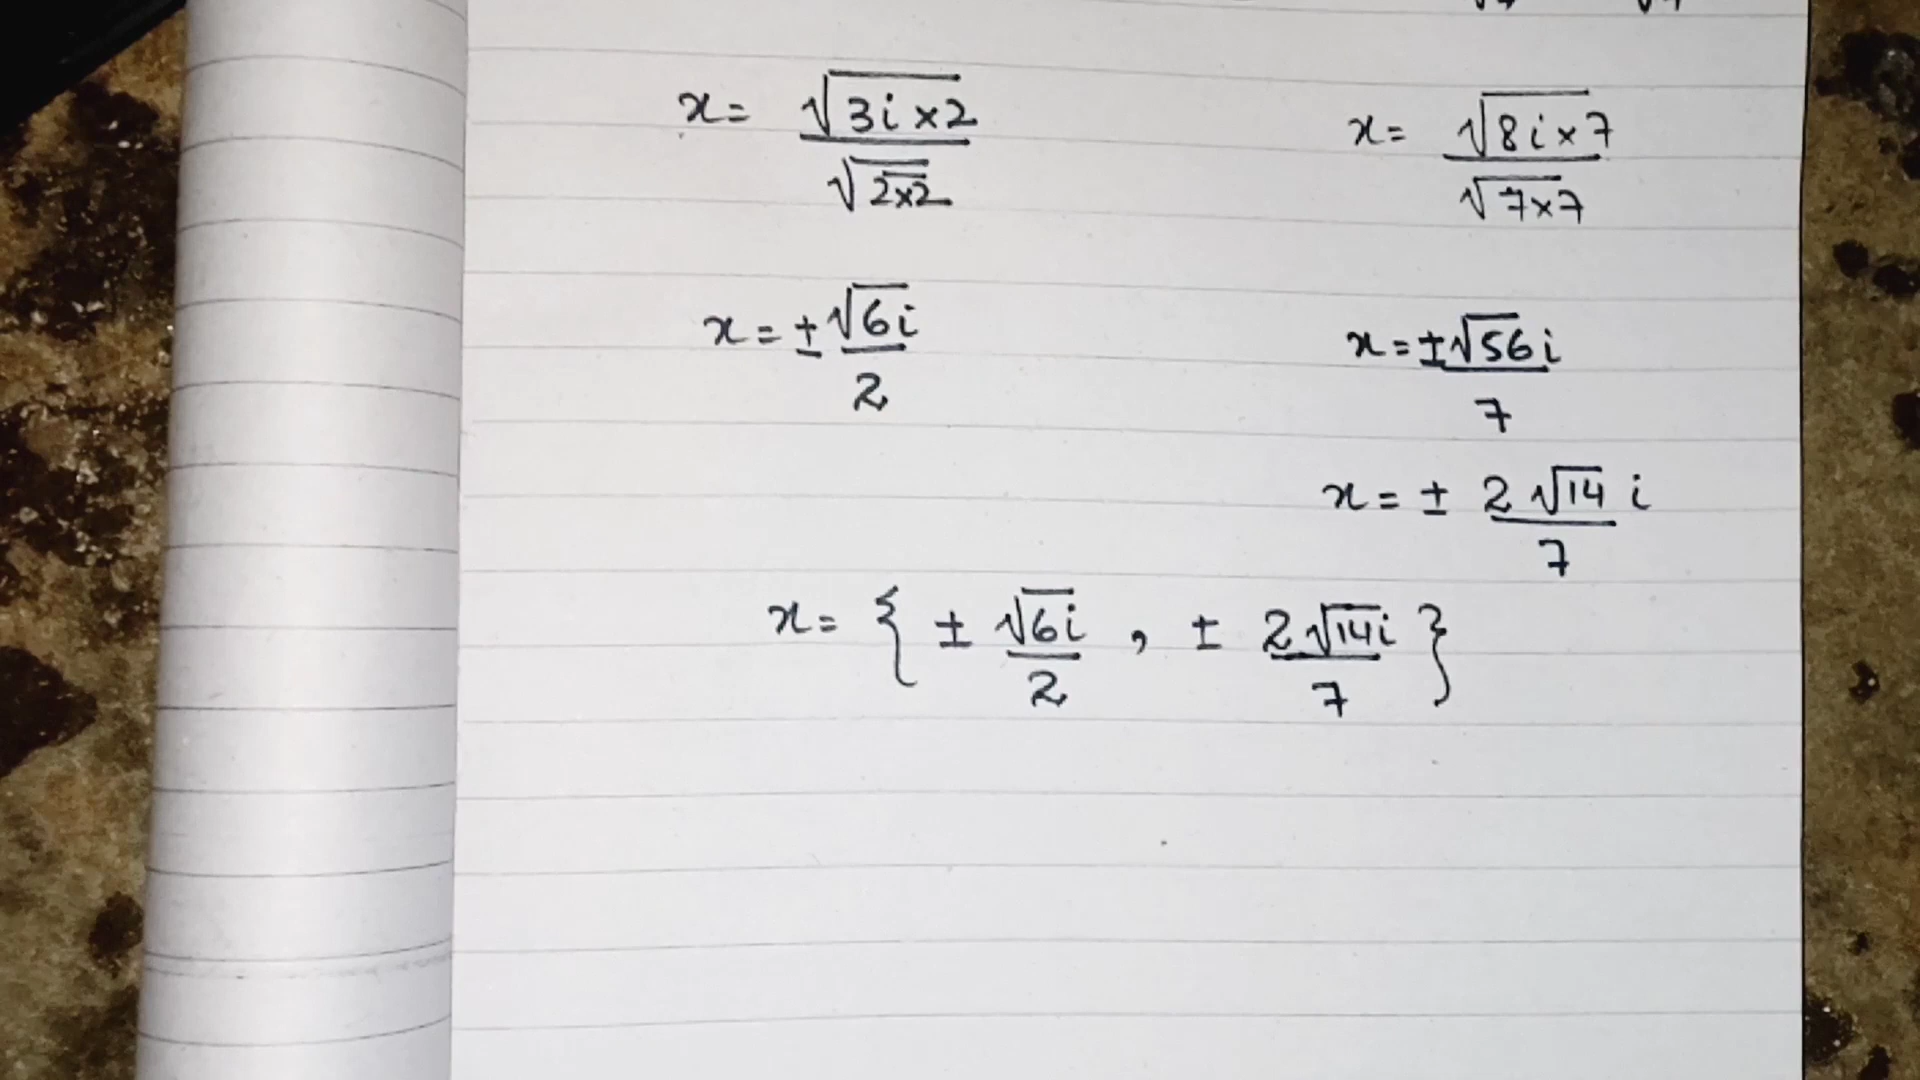 x= √3i×2 / √2×2
x= √8i×7 / √7×7
x=±√6i / 2
x=±√56i / 7
x=± 2√14 i / 7
x= { ± √6i / 2 , ± 2√14i / 7 }